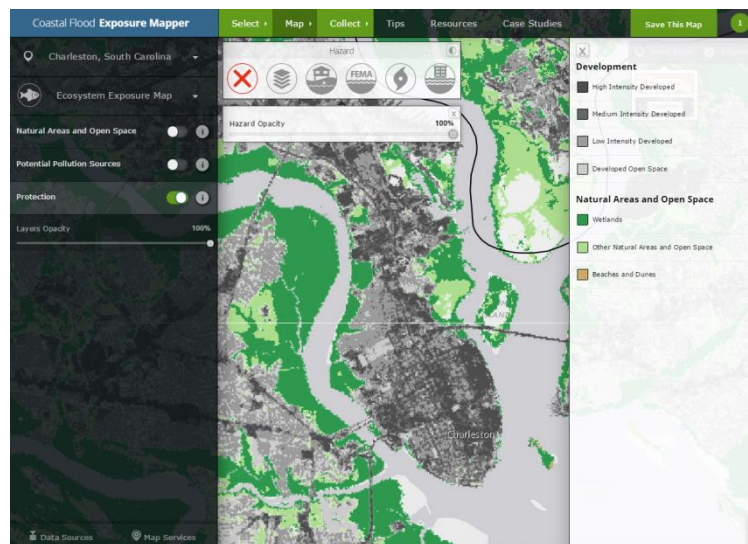 Coastal Flood Exposure Mapper
Select
Map
Collect
Tips
Resources
Case Studies
Save This Map
1
Charleston, South Carolina
Ecosystem Exposure Map
Natural Areas and Open Space
i
Potential Pollution Sources
i
Protection
i
Layers Opacity 100%
Data Sources
Map Services
Hazard
FEMA
X
Hazard Opacity 100%
LAND
Charleston
X
Development
High Intensity Developed
Medium Intensity Developed
Low Intensity Developed
Developed Open Space
Natural Areas and Open Space
Wetlands
Other Natural Areas and Open Space
Beaches and Dunes